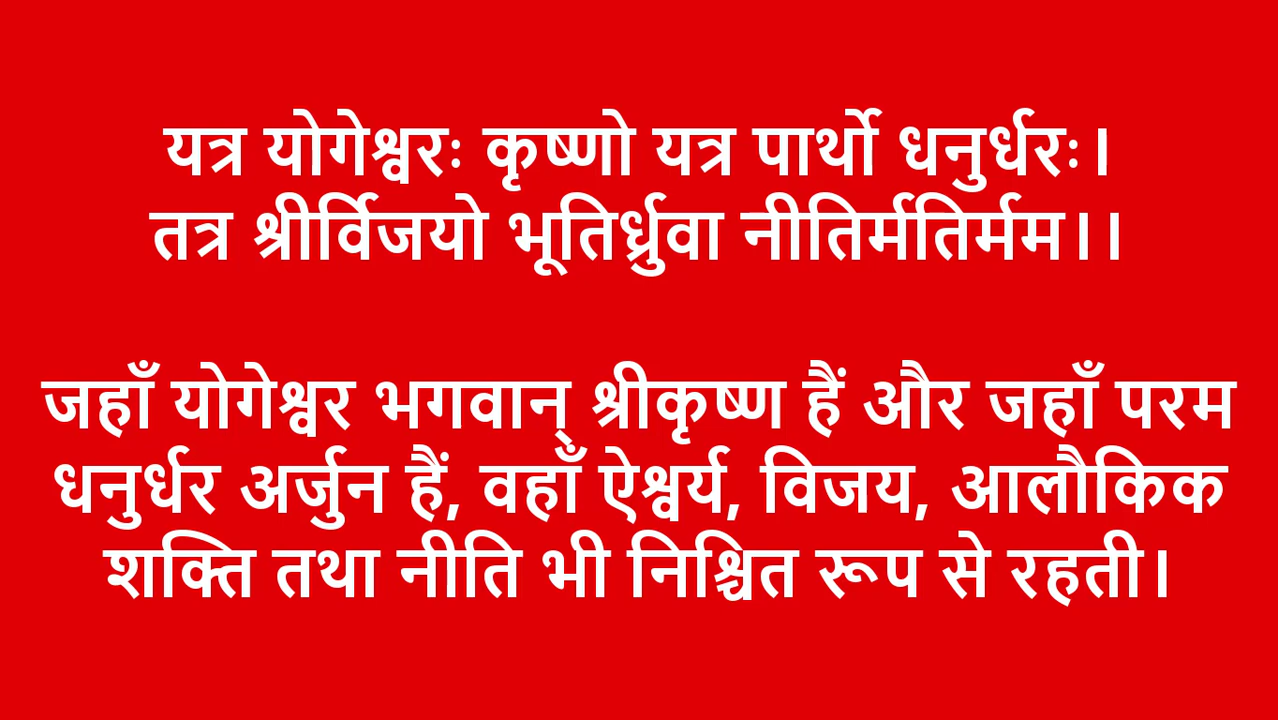 यत्र योगेश्वरः कृष्णो यत्र पार्थो धनुर्धरः।
तत्र श्रीर्विजयो भूतिर्ध्रुवा नीतिर्मतिर्मम।।
जहाँ योगेश्वर भगवान् श्रीकृष्ण हैं और जहाँ परम
धनुर्धर अर्जुन हैं, वहाँ ऐश्वर्य, विजय, आलौकिक
शक्ति तथा नीति भी निश्चित रूप से रहती।